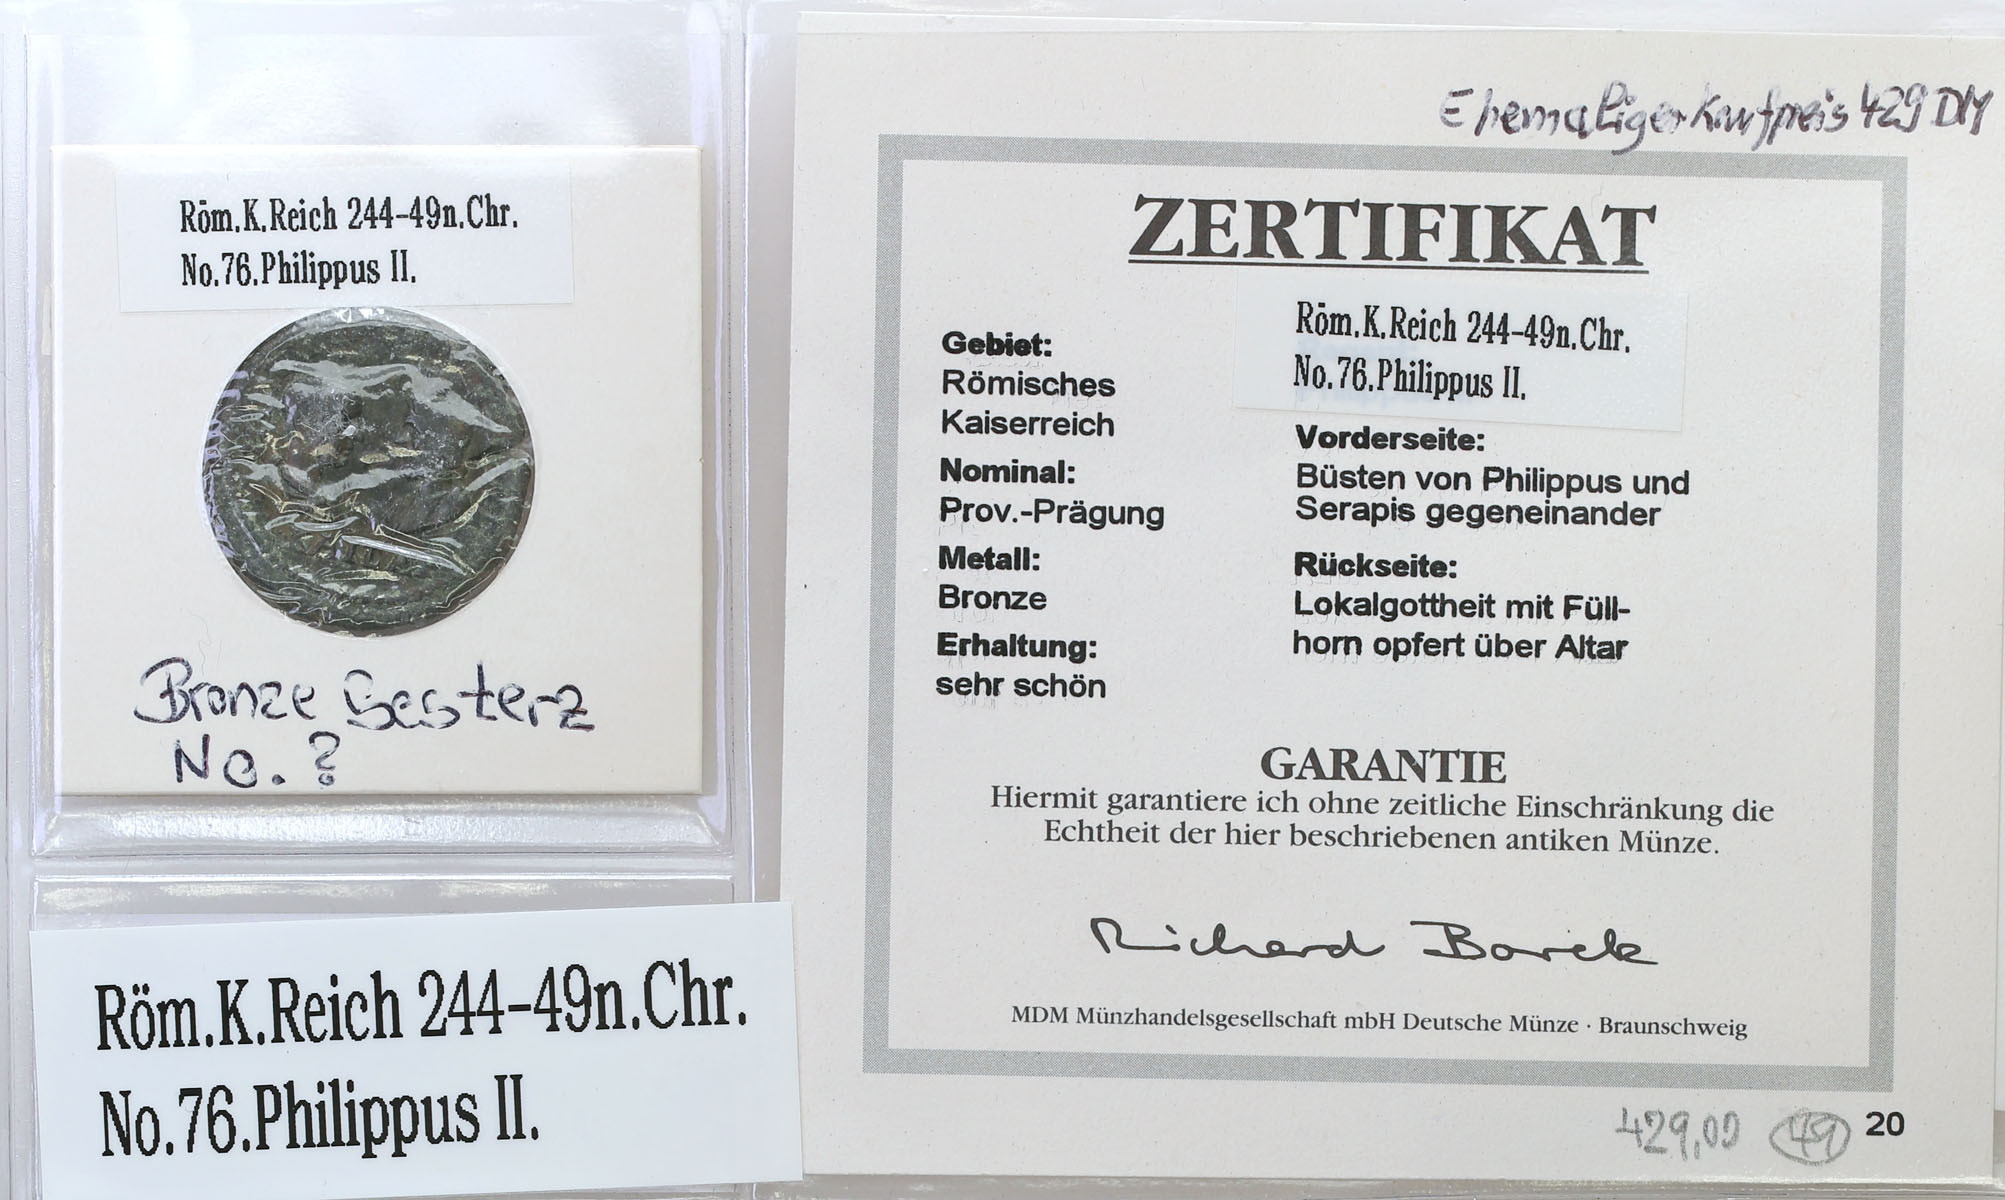 Röm.K.Reich 244-49n.Chr.
No.76.Philippus II.
Bronze Sesterz
No. ?
Röm.K.Reich 244-49n.Chr.
No.76.Philippus II.
Ehemaliger Kaufpreis 429 DM
ZERTIFIKAT
Gebiet:
Römisches
Kaiserreich
Nominal:
Prov.-Prägung
Metall:
Bronze
Erhaltung:
sehr schön
Röm.K.Reich 244-49n.Chr.
No.76.Philippus II.
Vorderseite:
Büsten von Philippus und
Serapis gegeneinander
Rückseite:
Lokalgottheit mit Füll-
horn opfert über Altar
GARANTIE
Hiermit garantiere ich ohne zeitliche Einschränkung die
Echtheit der hier beschriebenen antiken Münze.
Richard Borek
MDM Münzhandelsgesellschaft mbH Deutsche Münze · Braunschweig
429,00 49 20